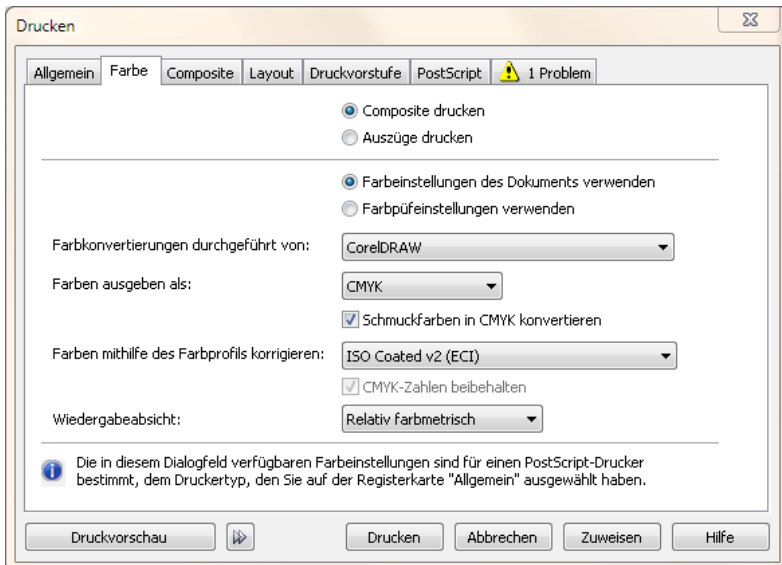 Drucken
Allgemein Farbe Composite Layout Druckvorstufe PostScript 1 Problem
Composite drucken
Auszüge drucken
Farbeinstellungen des Dokuments verwenden
Farbpüfeinstellungen verwenden
Farbkonvertierungen durchgeführt von: CorelDRAW
Farben ausgeben als: CMYK
Schmuckfarben in CMYK konvertieren
Farben mithilfe des Farbprofils korrigieren: ISO Coated v2 (ECI)
CMYK-Zahlen beibehalten
Wiedergabeabsicht: Relativ farbmetrisch
Die in diesem Dialogfeld verfügbaren Farbeinstellungen sind für einen PostScript-Drucker
bestimmt, dem Druckertyp, den Sie auf der Registerkarte "Allgemein" ausgewählt haben.
Druckvorschau Drucken Abbrechen Zuweisen Hilfe